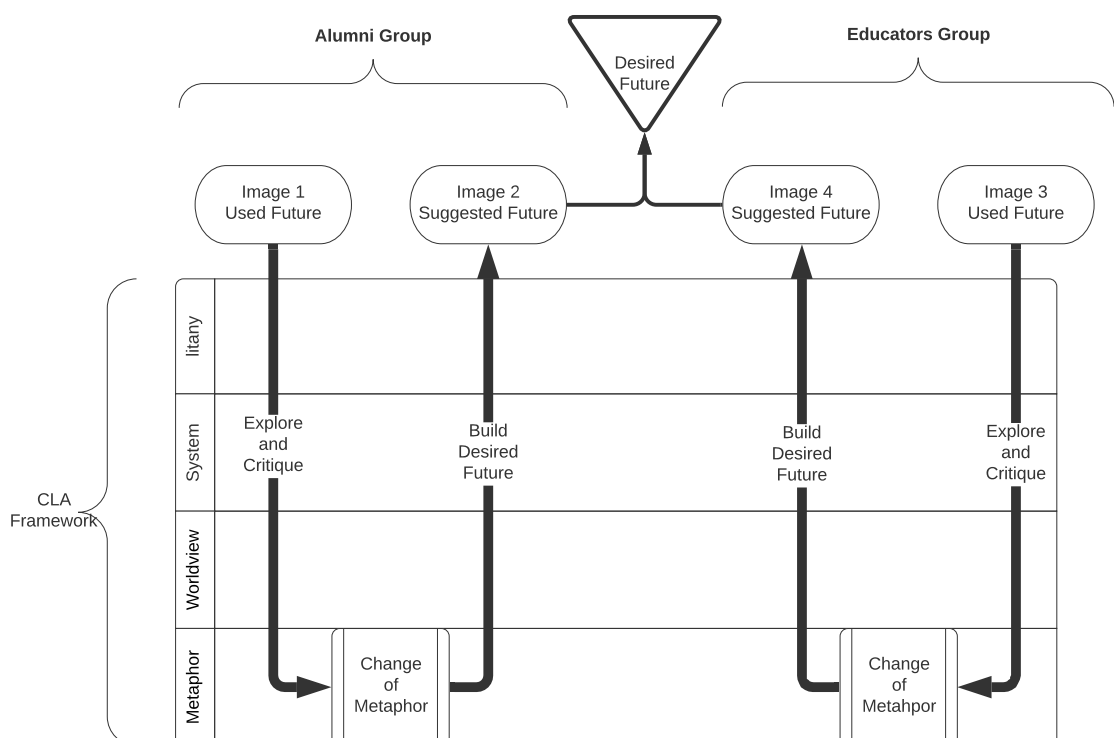 Alumni Group
Educators Group
Desired
Future
Image 1
Used Future
Image 2
Suggested Future
Image 4
Suggested Future
Image 3
Used Future
CLA
Framework
litany
System
Worldview
Metaphor
Explore
and
Critique
Build
Desired
Future
Build
Desired
Future
Explore
and
Critique
Change
of
Metaphor
Change
of
Metahpor